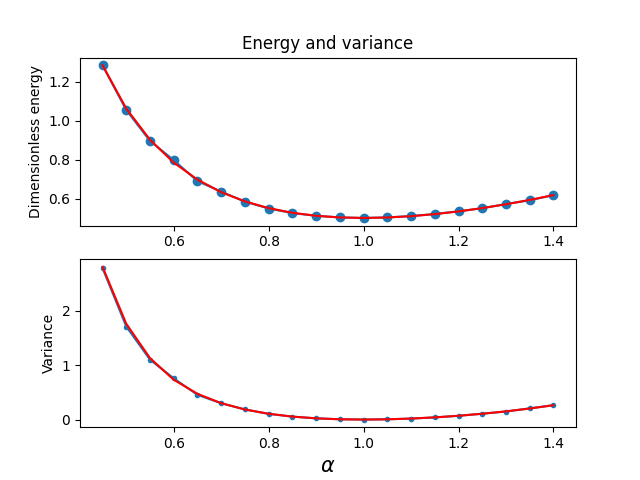 Energy and variance
Dimensionless energy
1.2
1.0
0.8
0.6
0.6 0.8 1.0 1.2 1.4
Variance
2
1
0
0.6 0.8 1.0 1.2 1.4
α